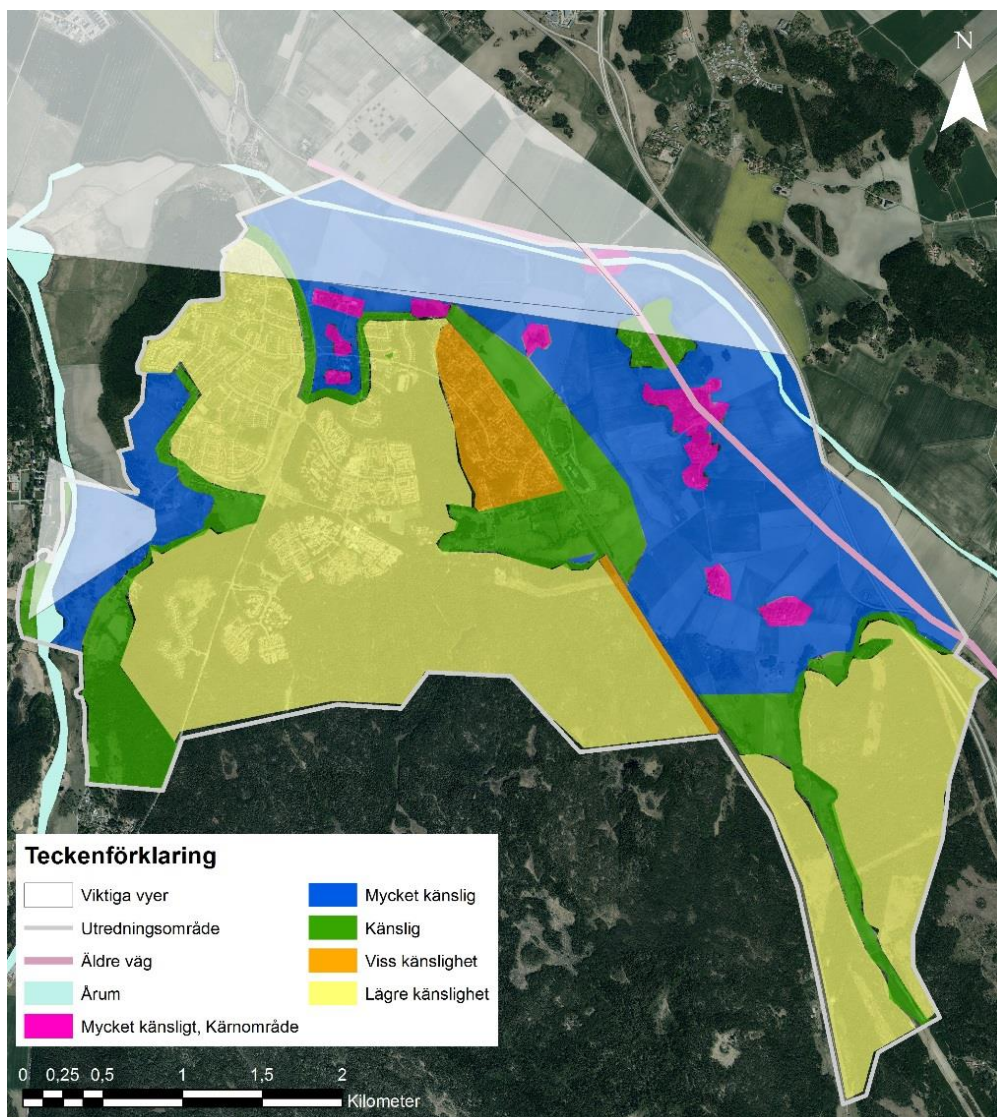 N
Teckenförklaring
Viktiga vyer
Utredningsområde
Äldre väg
Årum
Mycket känsligt, Kärnområde
Mycket känslig
Känslig
Viss känslighet
Lägre känslighet
0 0,25 0,5 1 1,5 2
Kilometer